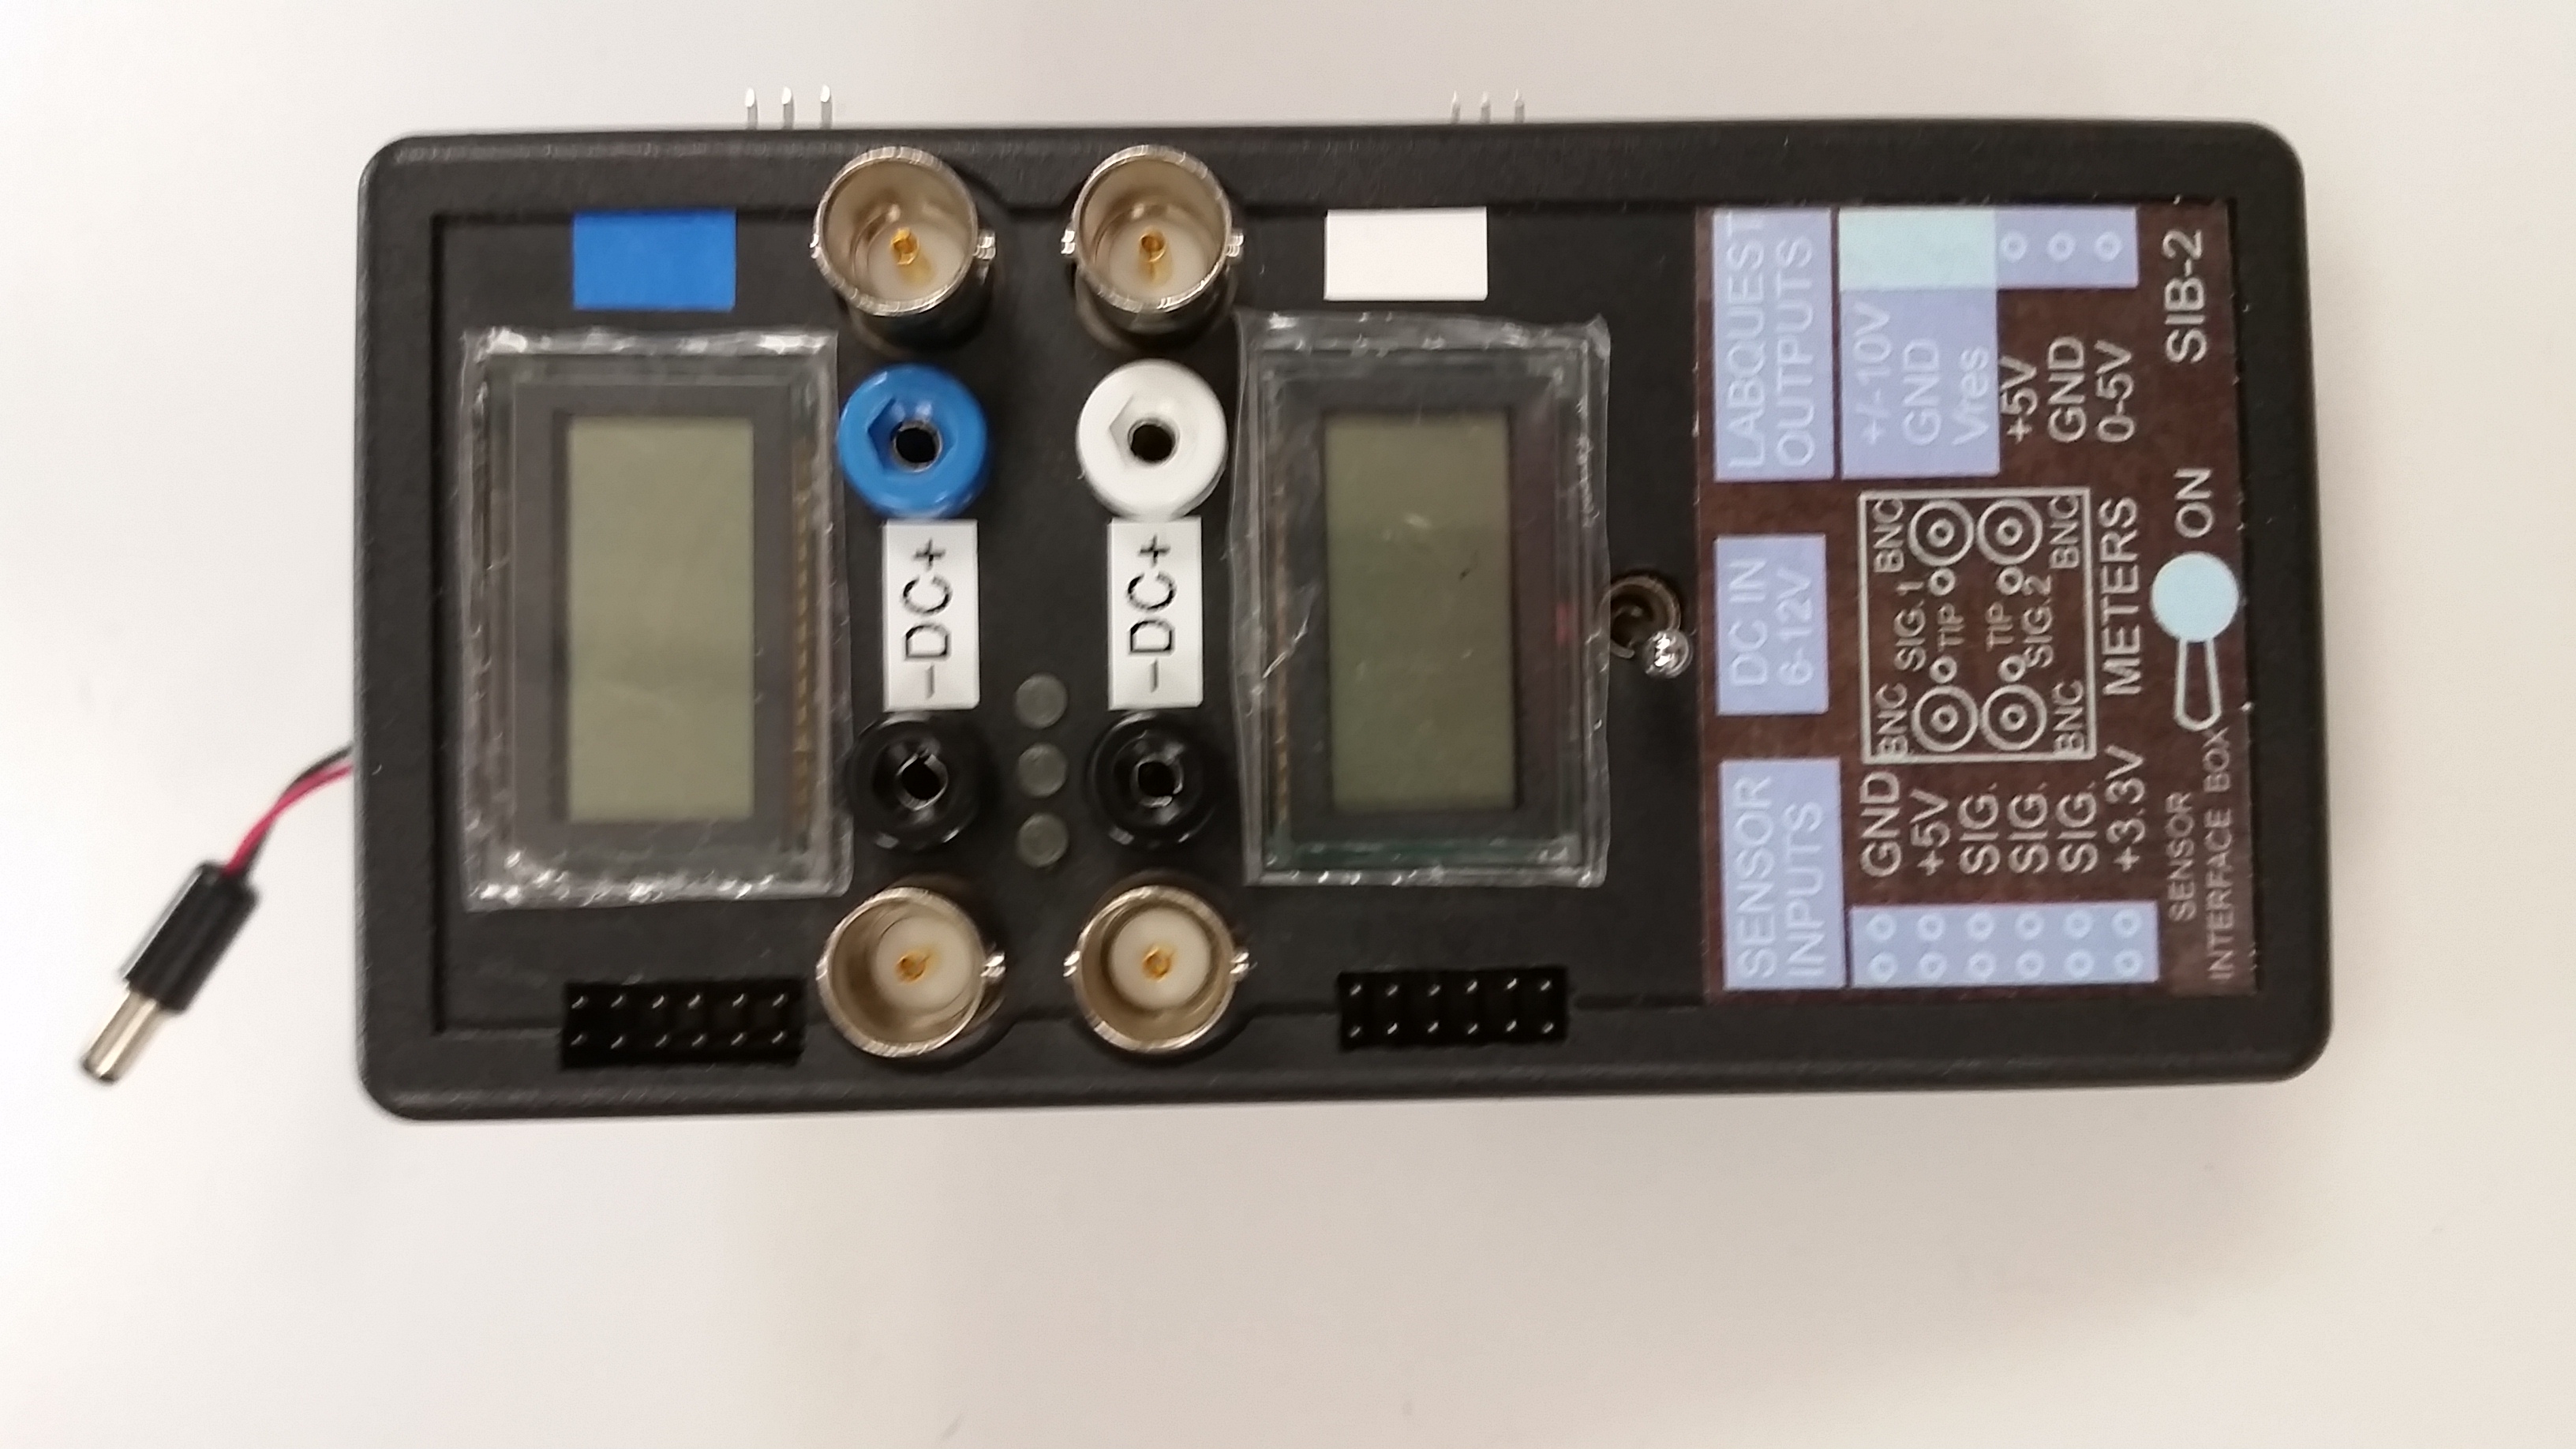 –DC+
–DC+
SENSOR
INPUTS
DC IN
6-12V
LABQUEST
OUTPUTS
GND
+5V
SIG.
SIG.
SIG.
+3.3V
BNC
SIG.1
BNC
TIP
TIP
SIG.2
BNC
BNC
METERS
+/-10V
GND
Vres
+5V
GND
0-5V
SENSOR
INTERFACE BOX
ON
SIB-2